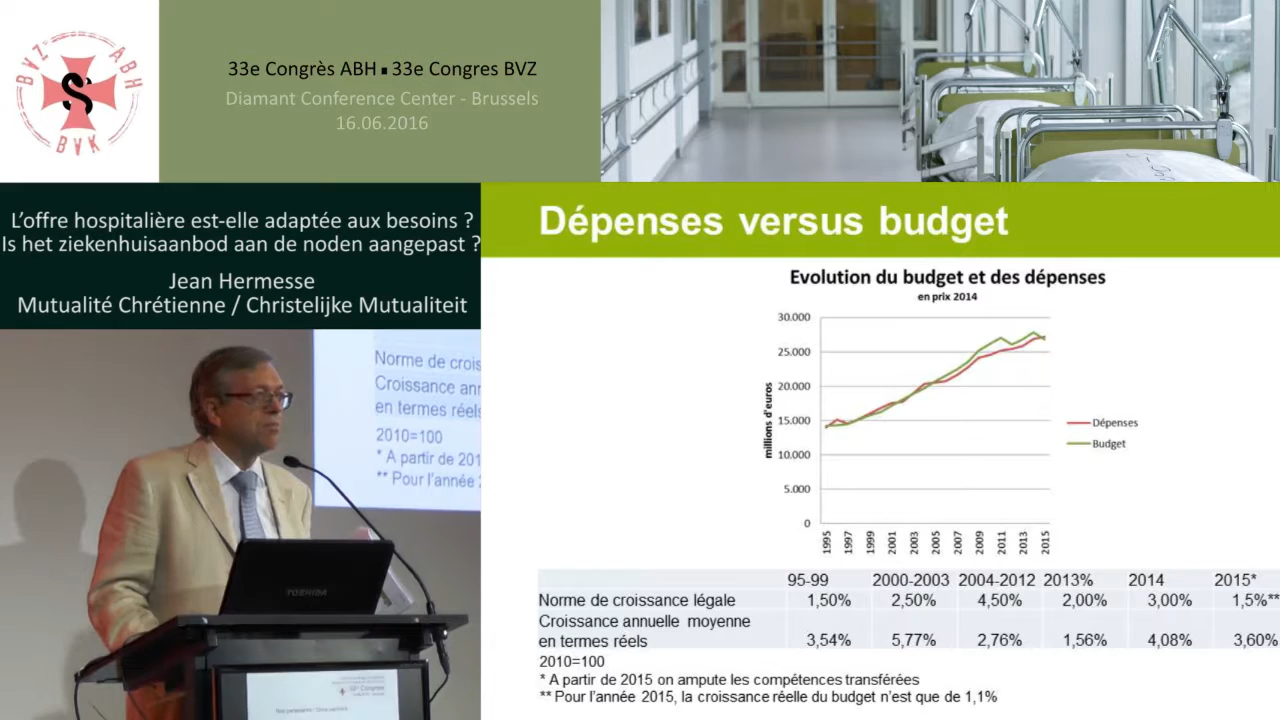 BVZ ABH
BVK
33e Congrès ABH ▪ 33e Congres BVZ
Diamant Conference Center - Brussels
16.06.2016
L'offre hospitalière est-elle adaptée aux besoins ?
Is het ziekenhuisaanbod aan de noden aangepast ?
Jean Hermesse
Mutualité Chrétienne / Christelijke Mutualiteit
Norme de crois
Croissance ann
en termes réels
2010=100
* A partir de 201
** Pour l'année 2
TOSHIBA
33e Congrès
Dépenses versus budget
Evolution du budget et des dépenses
en prix 2014
millions d'euros
30.000
25.000
20.000
15.000
10.000
5.000
0
1995 1997 1999 2001 2003 2005 2007 2009 2011 2013 2015
Dépenses
Budget
95-99 2000-2003 2004-2012 2013% 2014 2015*
Norme de croissance légale 1,50% 2,50% 4,50% 2,00% 3,00% 1,5%**
Croissance annuelle moyenne
en termes réels 3,54% 5,77% 2,76% 1,56% 4,08% 3,60%
2010=100
* A partir de 2015 on ampute les compétences transférées
** Pour l'année 2015, la croissance réelle du budget n'est que de 1,1%